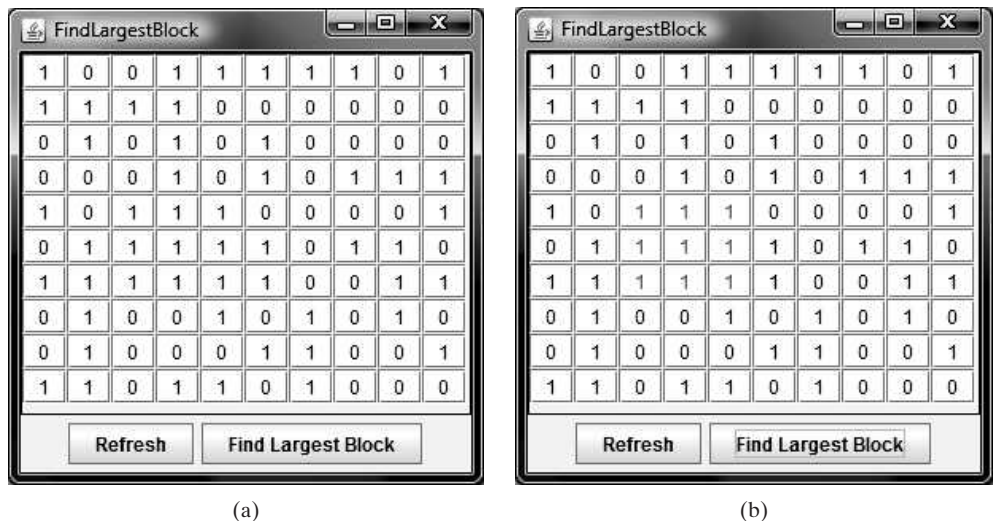 FindLargestBlock
1 0 0 1 1 1 1 1 0 1
1 1 1 1 0 0 0 0 0 0
0 1 0 1 0 1 0 0 0 0
0 0 0 1 0 1 0 1 1 1
1 0 1 1 1 0 0 0 0 1
0 1 1 1 1 1 0 1 1 0
1 1 1 1 1 1 0 0 1 1
0 1 0 0 1 0 1 0 1 0
0 1 0 0 0 1 1 0 0 1
1 1 0 1 1 0 1 0 0 0
Refresh Find Largest Block
(a)
FindLargestBlock
1 0 0 1 1 1 1 1 0 1
1 1 1 1 0 0 0 0 0 0
0 1 0 1 0 1 0 0 0 0
0 0 0 1 0 1 0 1 1 1
1 0 1 1 1 0 0 0 0 1
0 1 1 1 1 1 0 1 1 0
1 1 1 1 1 1 0 0 1 1
0 1 0 0 1 0 1 0 1 0
0 1 0 0 0 1 1 0 0 1
1 1 0 1 1 0 1 0 0 0
Refresh Find Largest Block
(b)